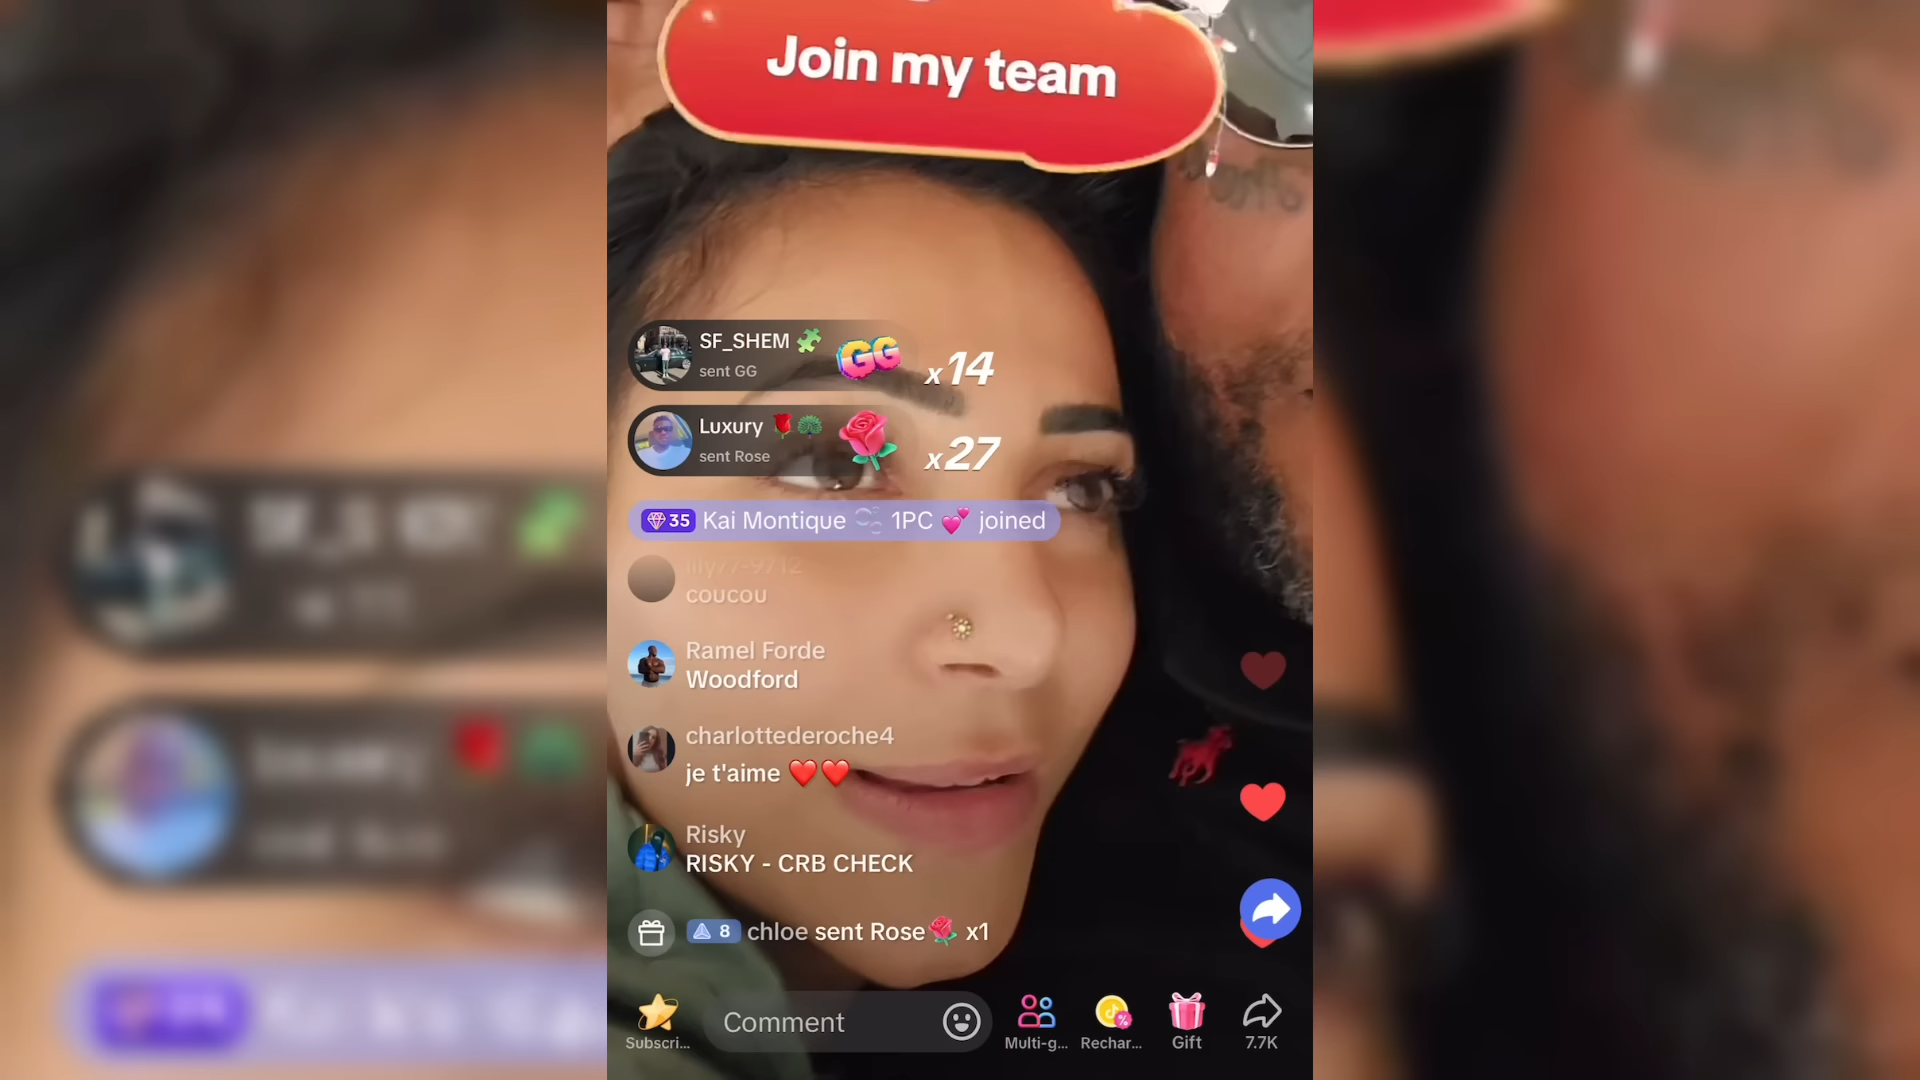 Join my team
SF_SHEM
sent GG
GG
x14
Luxury
sent Rose
x27
35 Kai Montique 1PC joined
lilly77-9712
coucou
Ramel Forde
Woodford
charlottederoche4
je t'aime
Risky
RISKY - CRB CHECK
8 chloe sent Rose x1
Comment
Subscri...
Multi-g...
Rechar...
Gift
7.7K